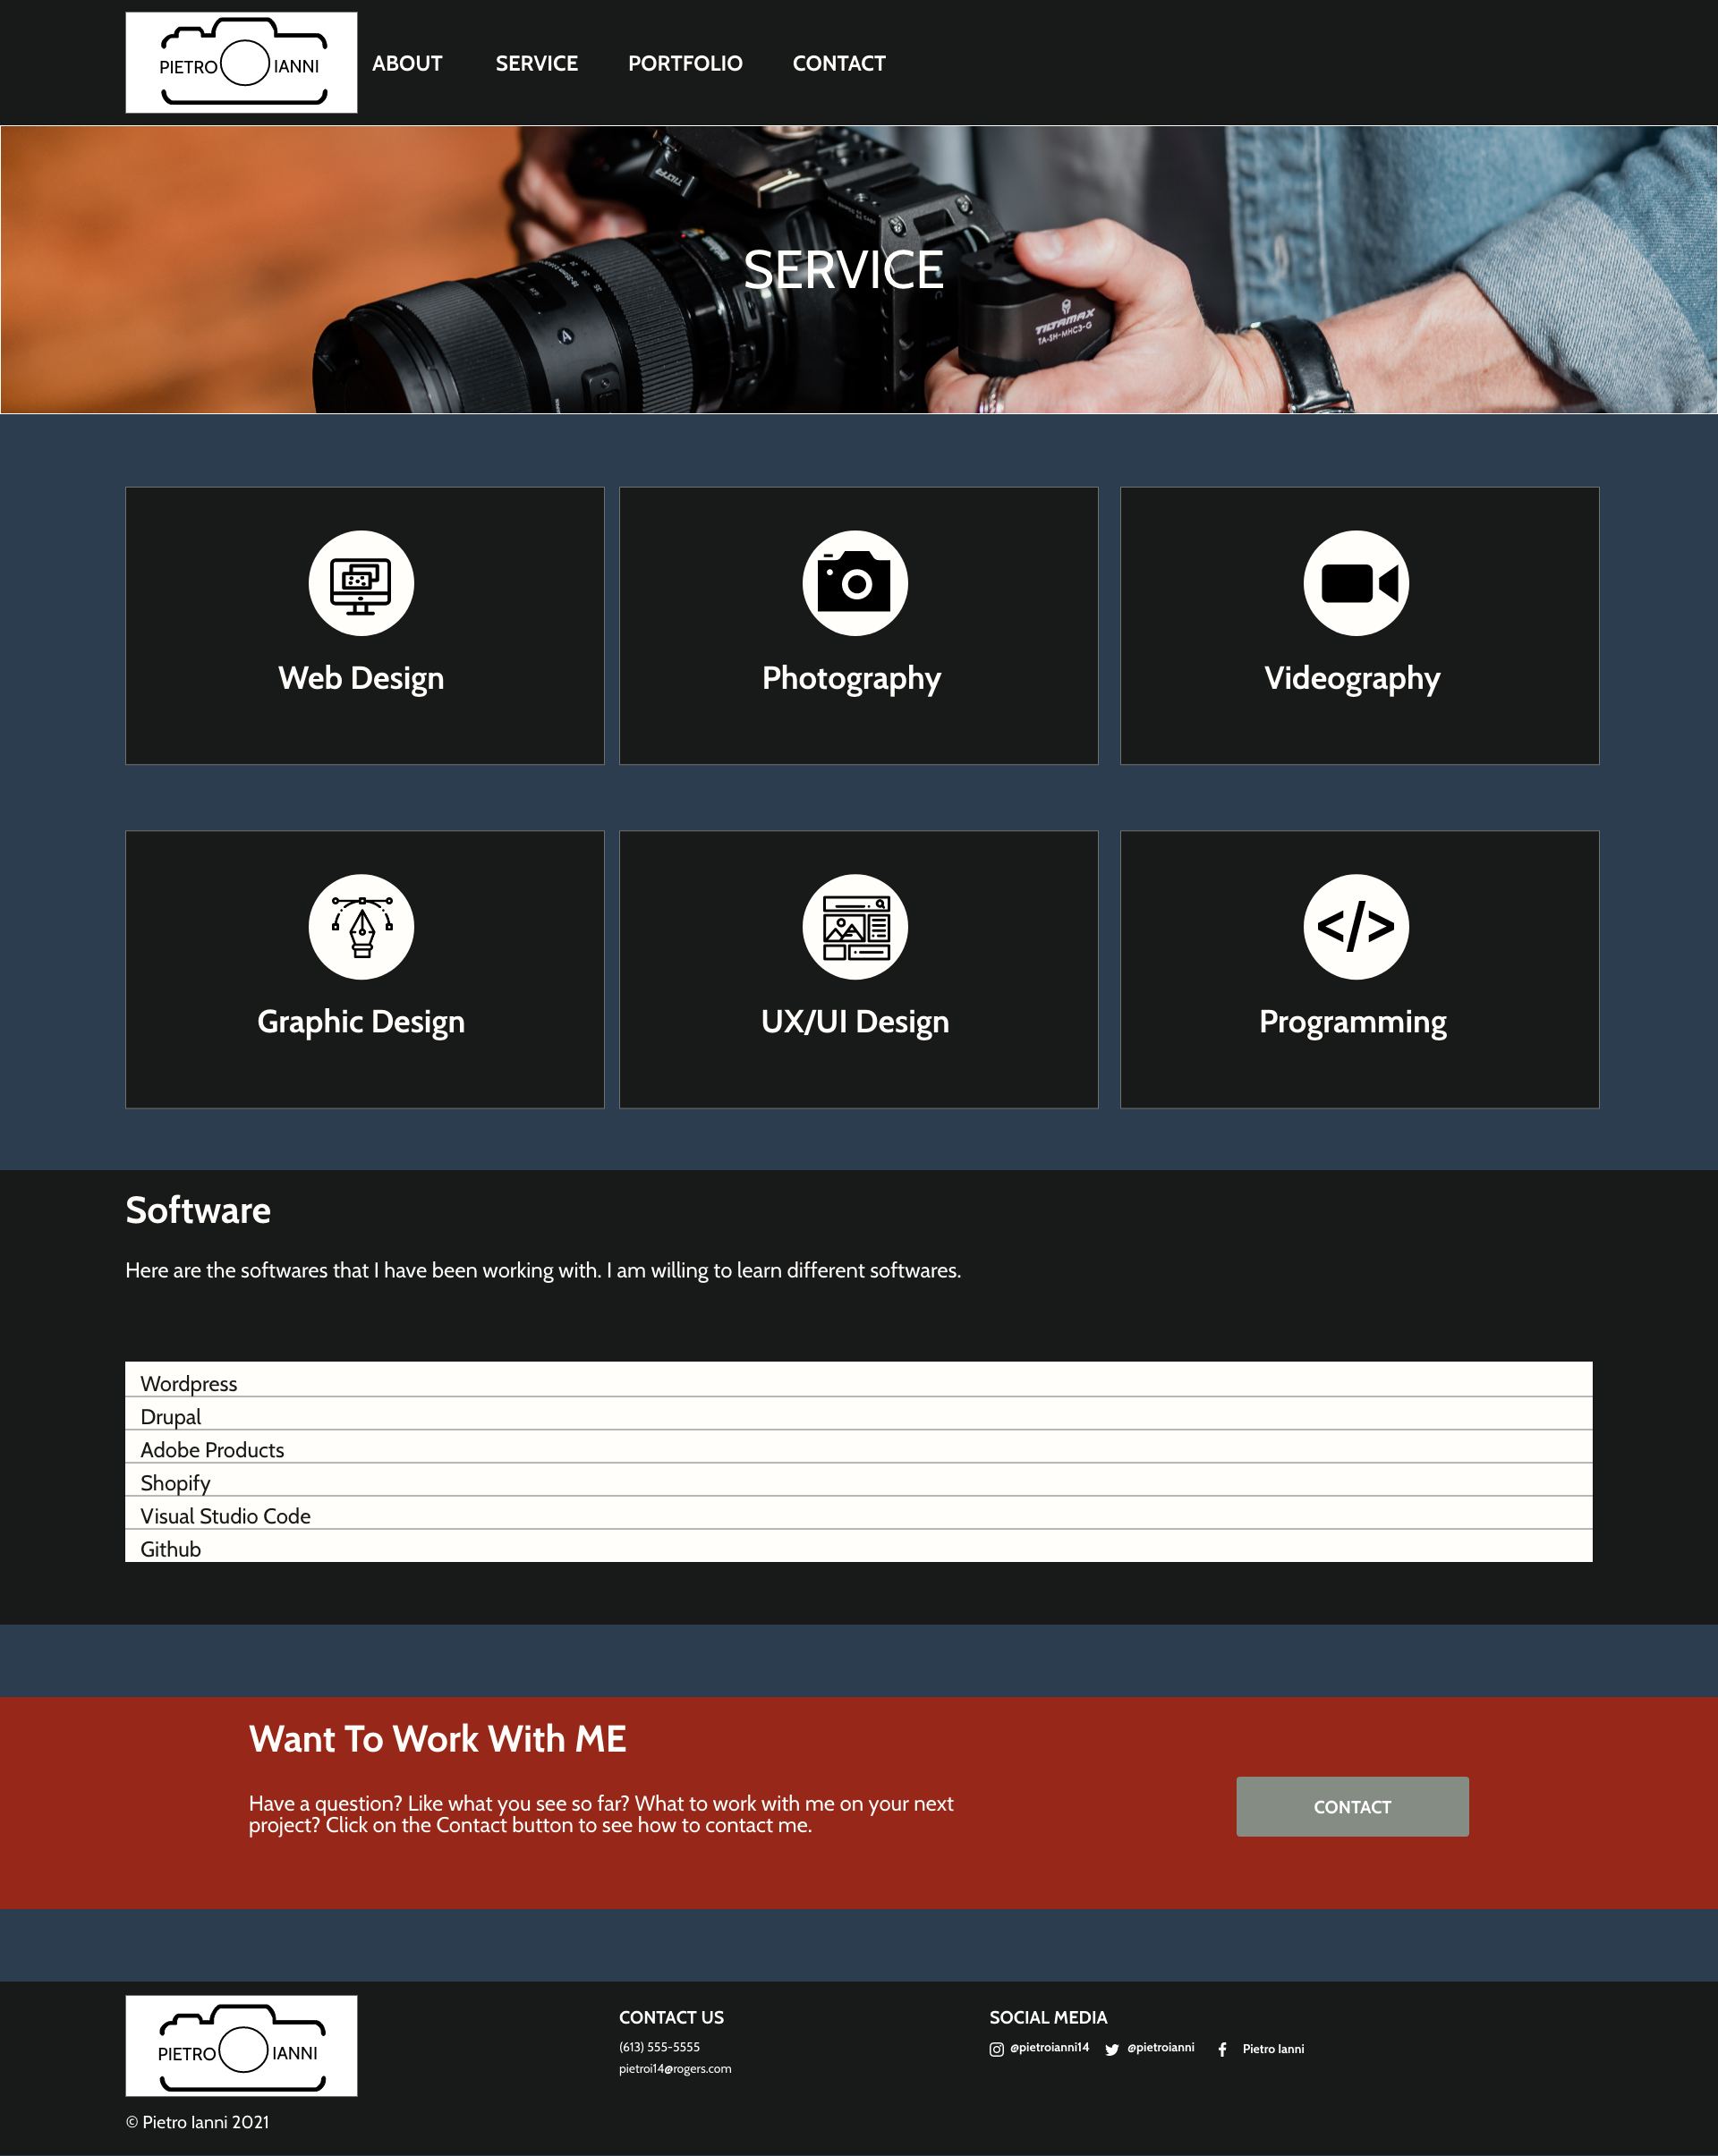 PIETRO IANNI
ABOUT SERVICE PORTFOLIO CONTACT
TILTA
SERVICE
A
TILTAMAX
TA-SH-MHC3-G
Web Design Photography Videography
Graphic Design UX/UI Design Programming
Software
Here are the softwares that I have been working with. I am willing to learn different softwares.
Wordpress
Drupal
Adobe Products
Shopify
Visual Studio Code
Github
Want To Work With ME
Have a question? Like what you see so far? What to work with me on your next
project? Click on the Contact button to see how to contact me.
CONTACT
PIETRO IANNI
© Pietro Ianni 2021
CONTACT US
(613) 555-5555
pietroi14@rogers.com
SOCIAL MEDIA
@pietroianni14 @pietroianni Pietro Ianni